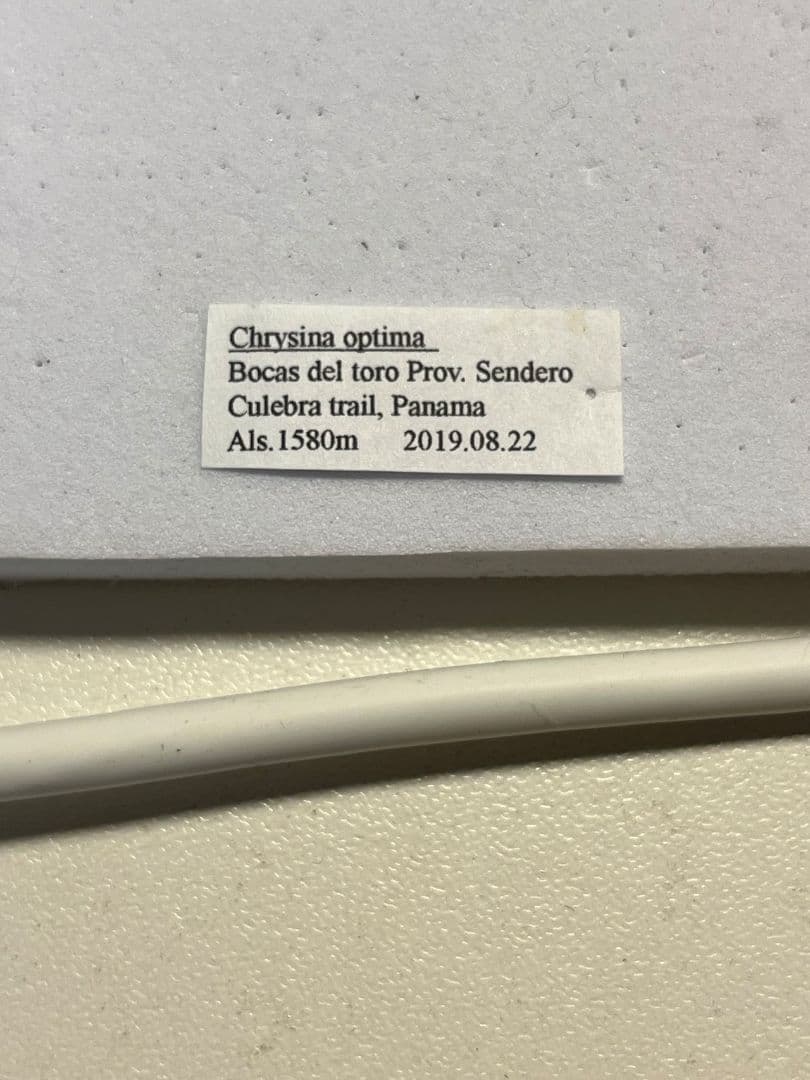 Chrysina optima
Bocas del toro Prov. Sendero
Culebra trail, Panama
Als.1580m 2019.08.22